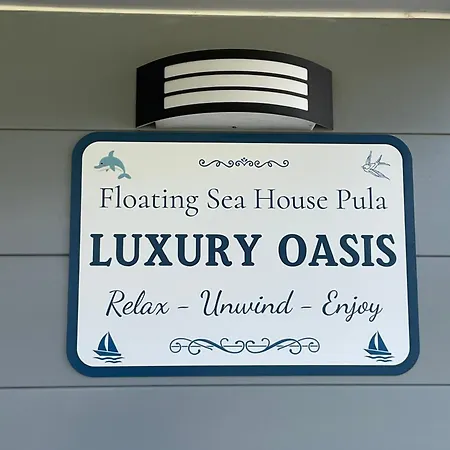 Floating Sea House Pula
LUXURY OASIS
Relax - Unwind - Enjoy